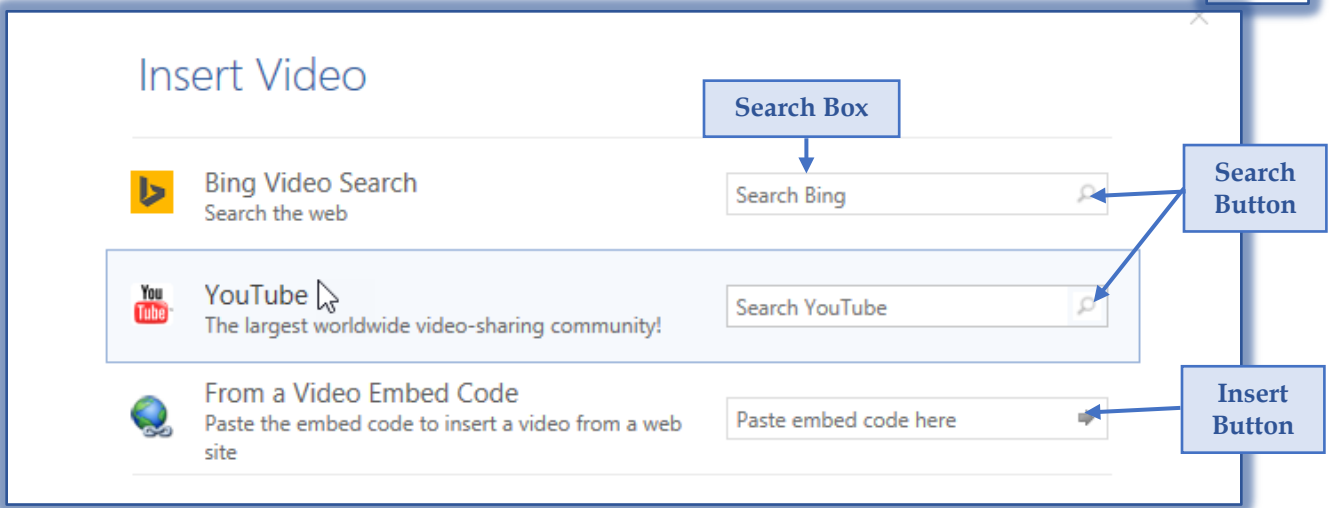 Insert Video
Search Box
Bing Video Search
Search the web
Search Bing
Search
Button
You
Tube
YouTube
The largest worldwide video-sharing community!
Search YouTube
From a Video Embed Code
Paste the embed code to insert a video from a web
site
Paste embed code here
Insert
Button